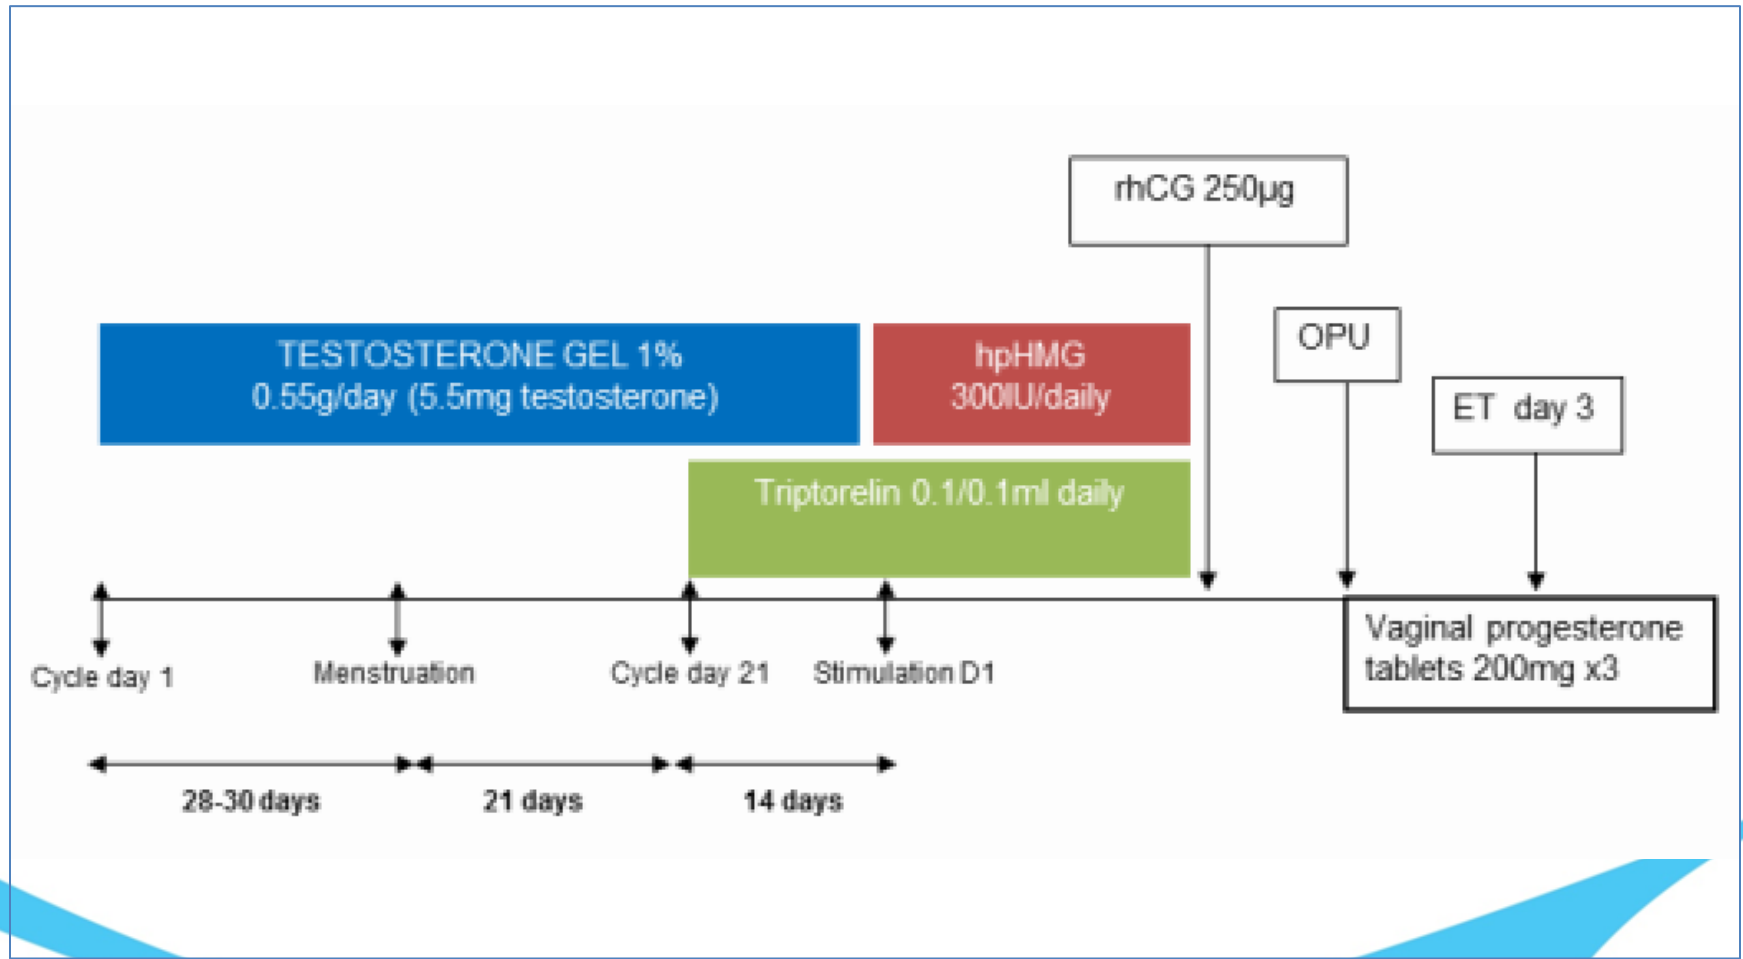 rhCG 250µg
OPU
ET day 3
TESTOSTERONE GEL 1%
0.55g/day (5.5mg testosterone)
hpHMG
300IU/daily
Triptorelin 0.1/0.1ml daily
Cycle day 1
Menstruation
Cycle day 21
Stimulation D1
Vaginal progesterone
tablets 200mg x3
28-30 days
21 days
14 days